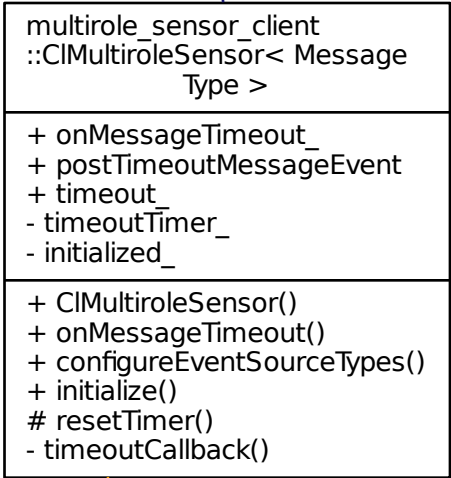 multirole_sensor_client
::ClMultiroleSensor< Message
Type >
+ onMessageTimeout_
+ postTimeoutMessageEvent
+ timeout_
- timeoutTimer_
- initialized_
+ ClMultiroleSensor()
+ onMessageTimeout()
+ configureEventSourceTypes()
+ initialize()
# resetTimer()
- timeoutCallback()